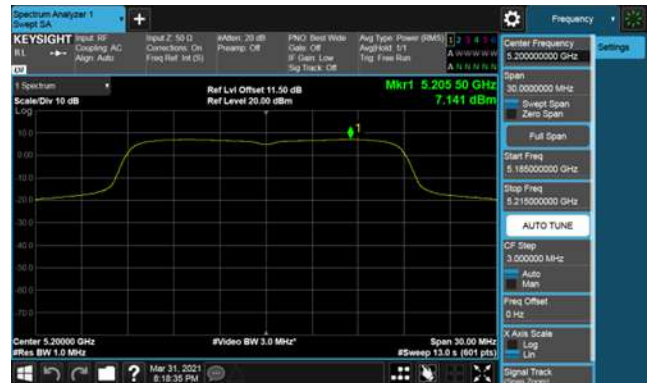 Spectrum Analyzer 1
Swept SA
Frequency
KEYSIGHT Input: RF
RL
Coupling: AC
Align: Auto
Input Z: 50 Ω
Corrections: On
Freq Ref: Int (S)
#Atten: 20 dB
Preamp: Off
PNO: Best Wide
Gate: Off
IF Gain: Low
Sig Track: Off
Avg Type: Power (RMS)
Avg|Hold: 1/1
Trig: Free Run
1 2 3 4 5 6
A W W W W W
A N N N N N
1 Spectrum
Scale/Div 10 dB
Log
Ref Lvl Offset 11.50 dB
Ref Level 20.00 dBm
Mkr1 5.205 50 GHz
7.141 dBm
1
10.0
0.00
-10.0
-20.0
-30.0
-40.0
-50.0
-60.0
-70.0
Center 5.20000 GHz
#Res BW 1.0 MHz
#Video BW 3.0 MHz*
Span 30.00 MHz
#Sweep 13.0 s (601 pts)
Mar 31, 2021
8:18:35 PM
Center Frequency
5.200000000 GHz
Settings
Span
30.0000000 MHz
Swept Span
Zero Span
Full Span
Start Freq
5.185000000 GHz
Stop Freq
5.215000000 GHz
AUTO TUNE
CF Step
3.000000 MHz
Auto
Man
Freq Offset
0 Hz
X Axis Scale
Log
Lin
Signal Track
(Span Zoom)